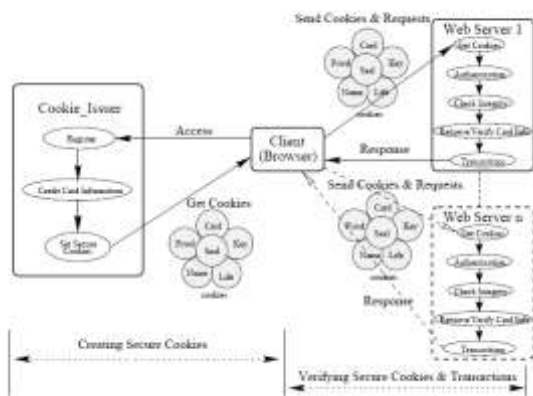 Send Cookies & Requests
Card
Pswd
Key
Seal
Name
Life
cookies
Web Server 1
Get Cookies
Authentication
Check Integrity
Retrieve/Verify Card Info
Transactions
Cookie_Issuer
Register
Credit Card Information
Set Secure
Cookies
Access
Client
(Browser)
Response
Get Cookies
Card
Pswd
Key
Seal
Name
Life
cookies
Send Cookies & Requests
Card
Key
Seal
Name
Life
cookies
Response
Web Server n
Get Cookies
Authentication
Check Integrity
Retrieve/Verify Card Info
Transactions
Creating Secure Cookies
Verifying Secure Cookies & Transactions